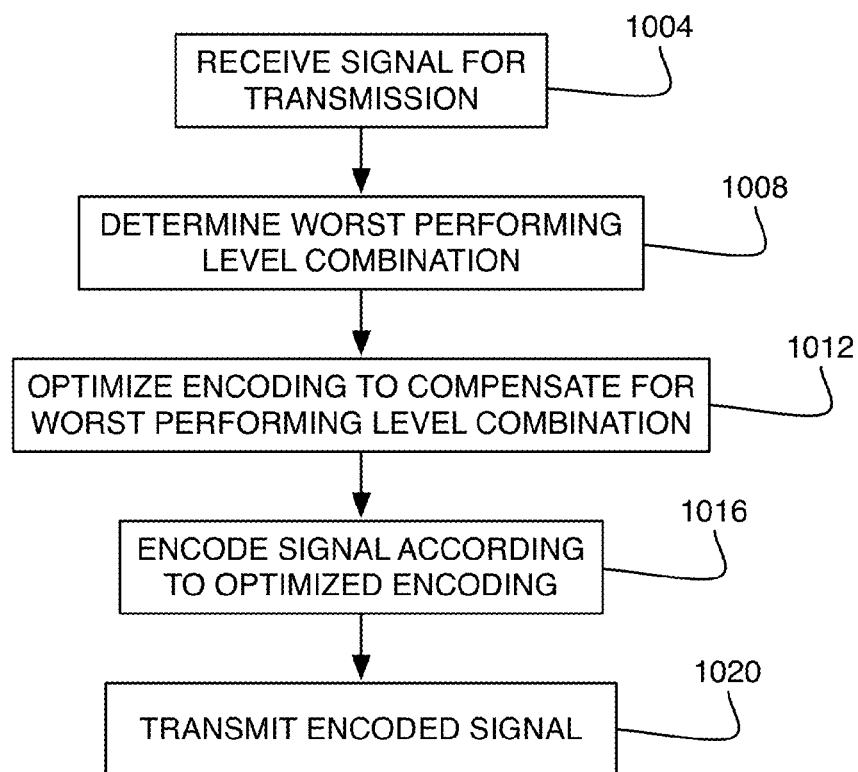 1004
RECEIVE SIGNAL FOR
TRANSMISSION
1008
DETERMINE WORST PERFORMING
LEVEL COMBINATION
1012
OPTIMIZE ENCODING TO COMPENSATE FOR
WORST PERFORMING LEVEL COMBINATION
1016
ENCODE SIGNAL ACCORDING
TO OPTIMIZED ENCODING
1020
TRANSMIT ENCODED SIGNAL